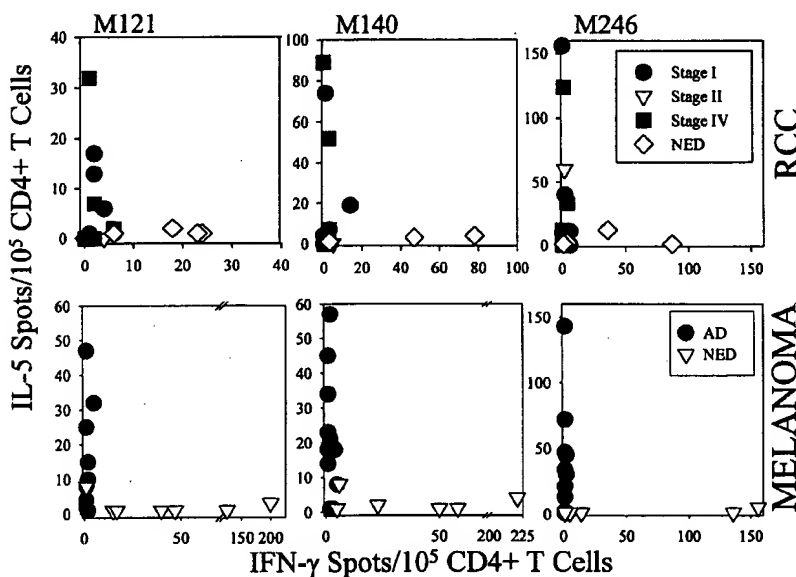 M121 M140 M246
IL-5 Spots/10⁵ CD4+ T Cells
40
30
20
10
0
0 10 20 30 40
100
80
60
40
20
0
0 20 40 60 80 100
150
100
50
0
0 50 100 150
Stage I
Stage II
Stage IV
NED
RCC
60
50
40
30
20
10
0
0 50 150 200
60
50
40
30
20
10
0
0 50 200 225
150
100
50
0
0 50 100 150
AD
NED
MELANOMA
IFN-γ Spots/10⁵ CD4+ T Cells